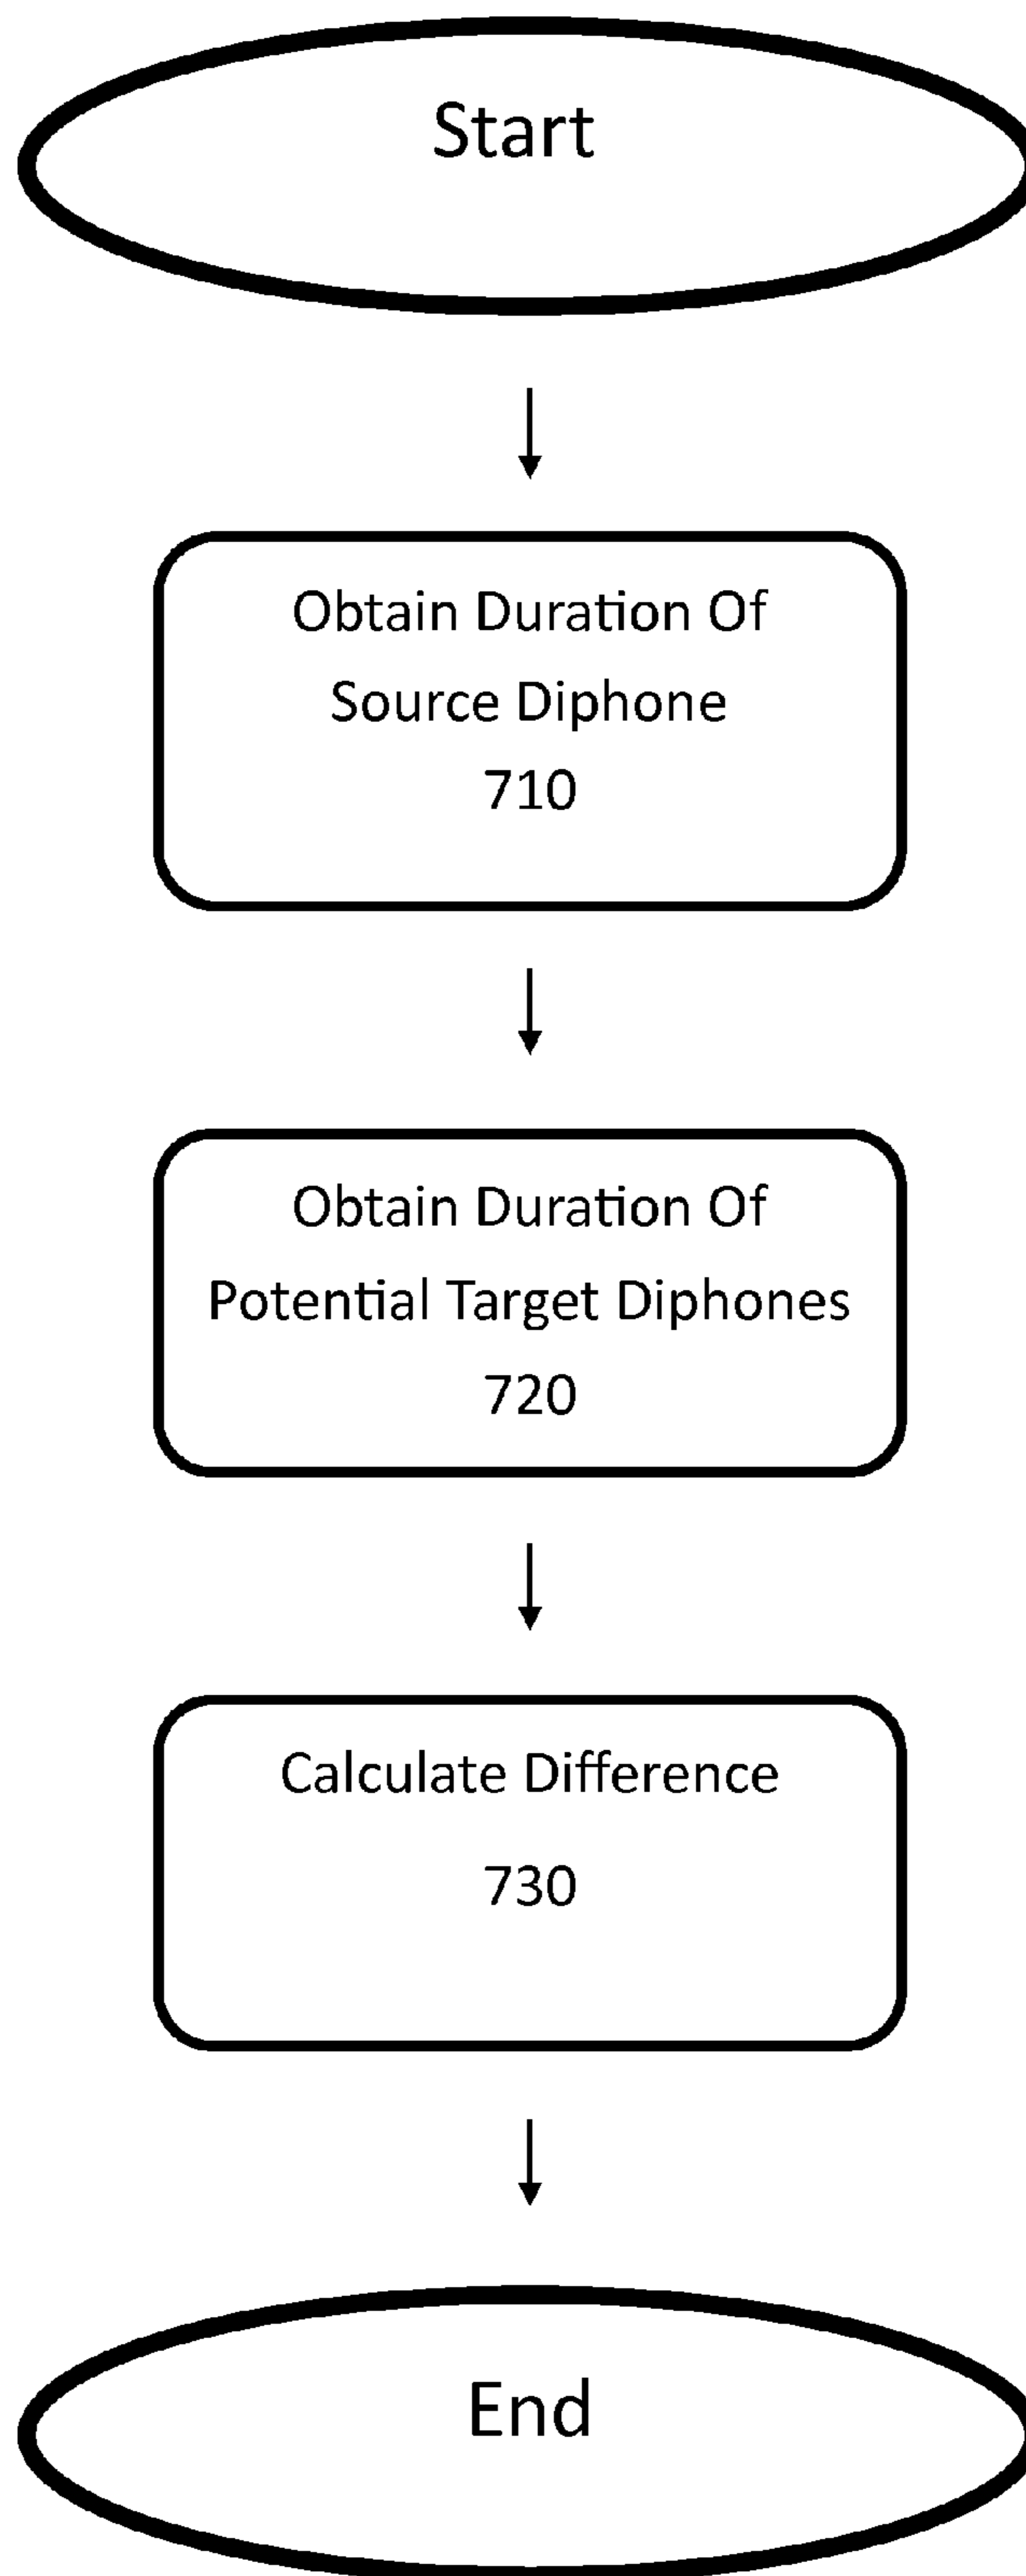 Start
Obtain Duration Of
Source Diphone
710
Obtain Duration Of
Potential Target Diphones
720
Calculate Difference
730
End